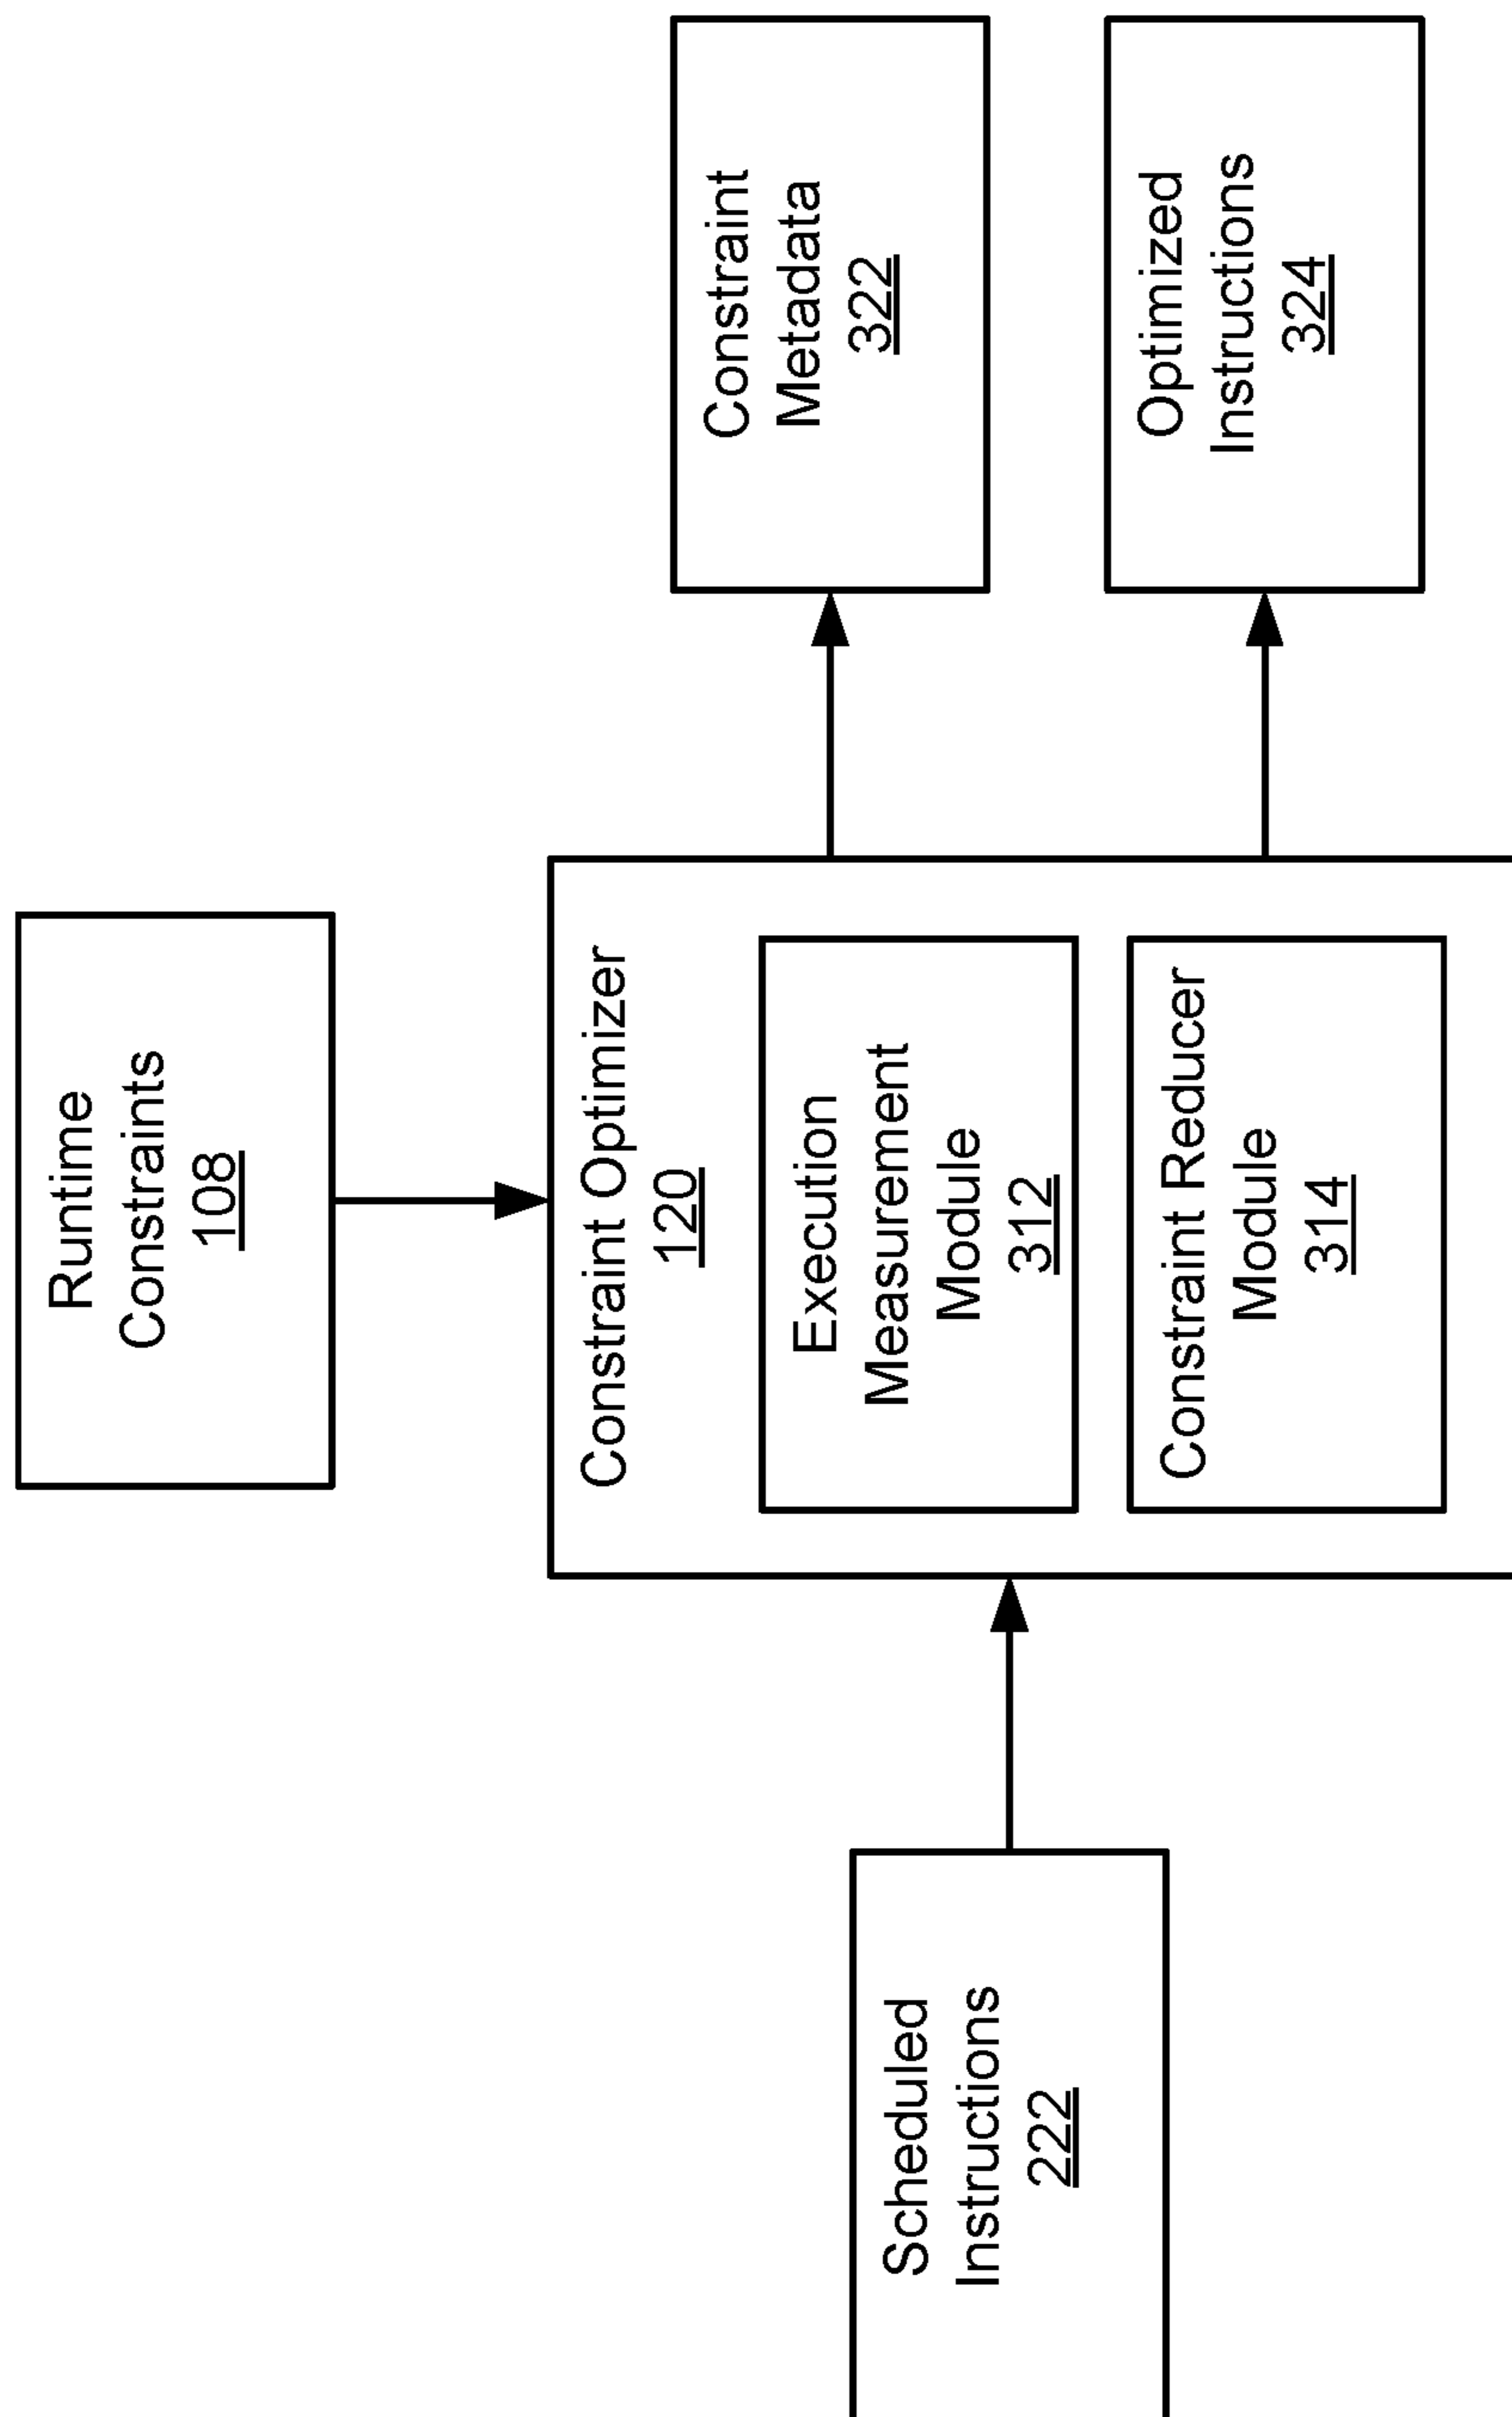 Runtime
Constraints
108
Scheduled
Instructions
222
Constraint Optimizer
120
Execution
Measurement
Module
312
Constraint Reducer
Module
314
Constraint
Metadata
322
Optimized
Instructions
324